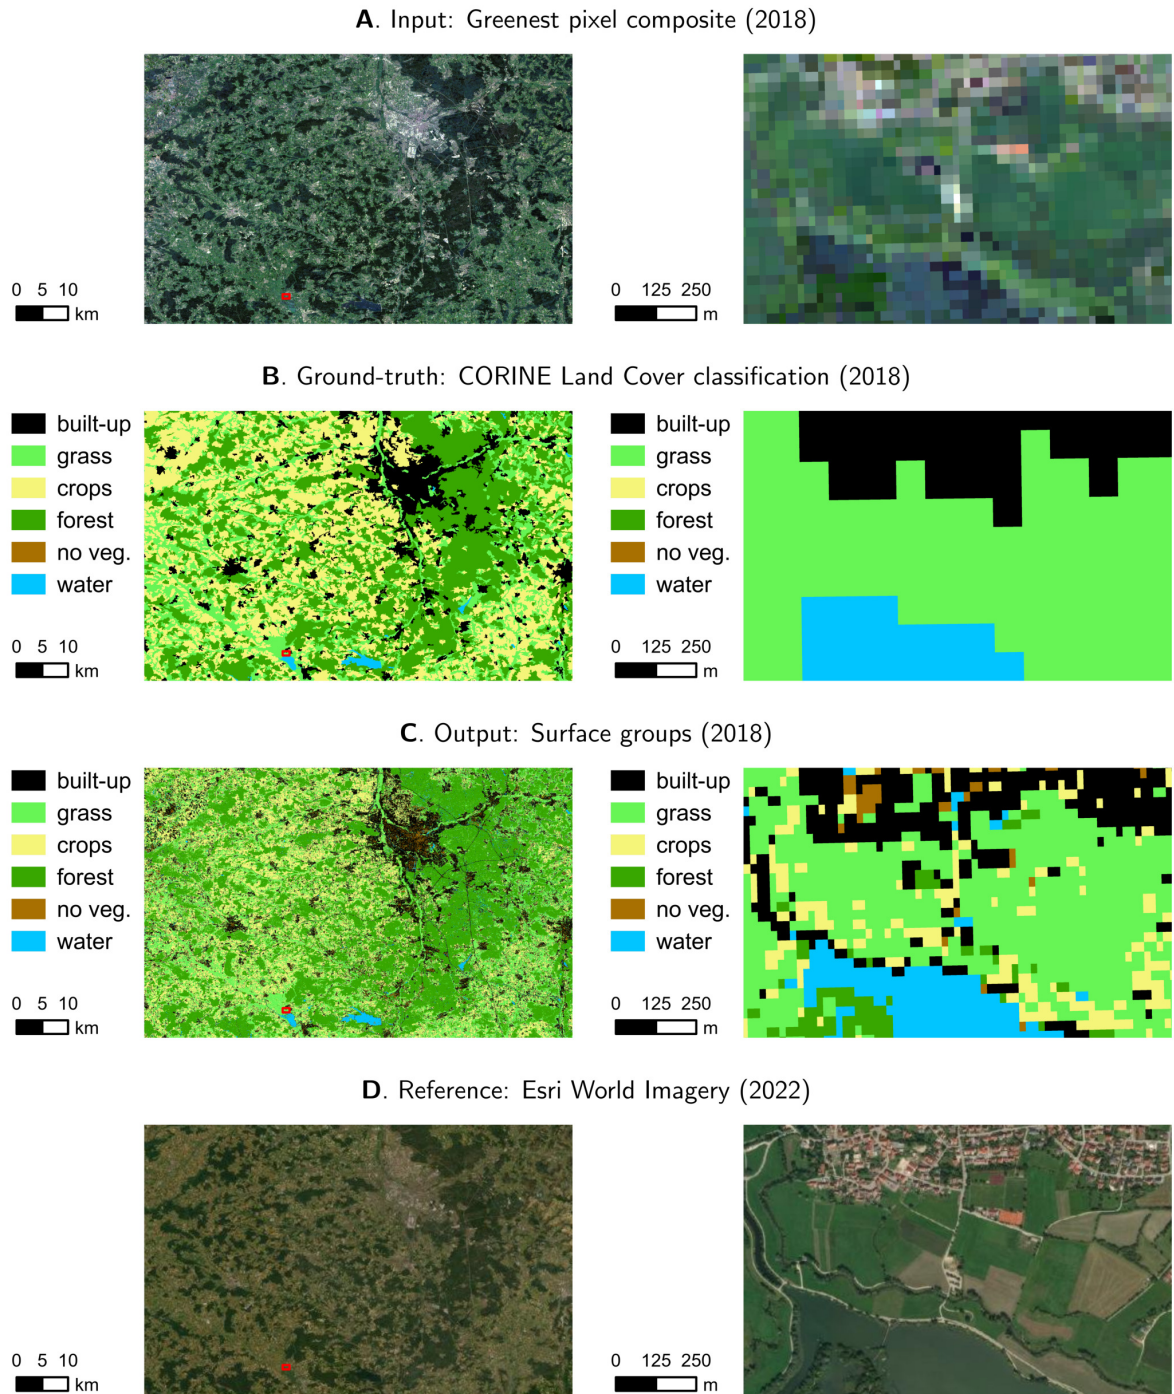 A. Input: Greenest pixel composite (2018)
0 5 10
km
0 125 250
m
B. Ground-truth: CORINE Land Cover classification (2018)
built-up
grass
crops
forest
no veg.
water
0 5 10
km
built-up
grass
crops
forest
no veg.
water
0 125 250
m
C. Output: Surface groups (2018)
built-up
grass
crops
forest
no veg.
water
0 5 10
km
built-up
grass
crops
forest
no veg.
water
0 125 250
m
D. Reference: Esri World Imagery (2022)
0 5 10
km
0 125 250
m